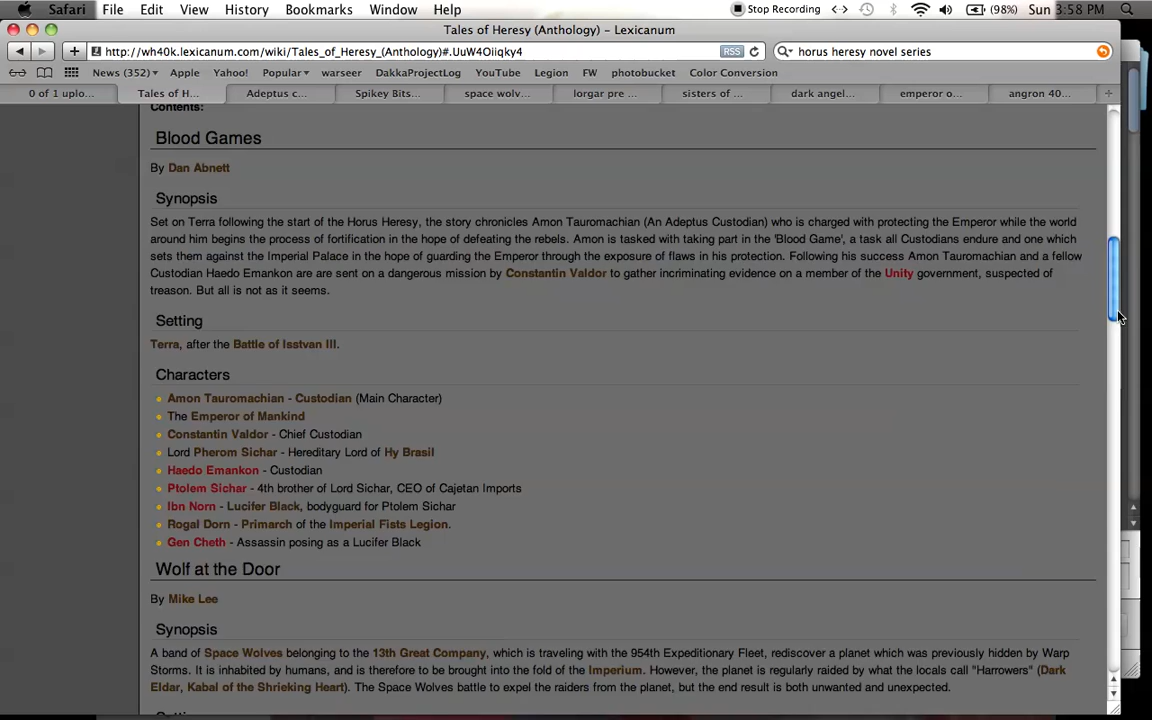 Safari File Edit View History Bookmarks Window Help Stop Recording (98%) Sun 3:58 PM
Tales of Heresy (Anthology) – Lexicanum
http://wh40k.lexicanum.com/wiki/Tales_of_Heresy_(Anthology)#.UuW4Oiiqky4 RSS horus heresy novel series
News (352) Apple Yahoo! Popular warseer DakkaProjectLog YouTube Legion FW photobucket Color Conversion
0 of 1 uplo... Tales of H... Adeptus c... Spikey Bits... space wolv... lorgar pre ... sisters of ... dark angel... emperor o... angron 40...
Contents:
Blood Games
By Dan Abnett
Synopsis
Set on Terra following the start of the Horus Heresy, the story chronicles Amon Tauromachian (An Adeptus Custodian) who is charged with protecting the Emperor while the world
around him begins the process of fortification in the hope of defeating the rebels. Amon is tasked with taking part in the 'Blood Game', a task all Custodians endure and one which
sets them against the Imperial Palace in the hope of guarding the Emperor through the exposure of flaws in his protection. Following his success Amon Tauromachian and a fellow
Custodian Haedo Emankon are are sent on a dangerous mission by Constantin Valdor to gather incriminating evidence on a member of the Unity government, suspected of
treason. But all is not as it seems.
Setting
Terra, after the Battle of Isstvan III.
Characters
Amon Tauromachian - Custodian (Main Character)
The Emperor of Mankind
Constantin Valdor - Chief Custodian
Lord Pherom Sichar - Hereditary Lord of Hy Brasil
Haedo Emankon - Custodian
Ptolem Sichar - 4th brother of Lord Sichar, CEO of Cajetan Imports
Ibn Norn - Lucifer Black, bodyguard for Ptolem Sichar
Rogal Dorn - Primarch of the Imperial Fists Legion.
Gen Cheth - Assassin posing as a Lucifer Black
Wolf at the Door
By Mike Lee
Synopsis
A band of Space Wolves belonging to the 13th Great Company, which is traveling with the 954th Expeditionary Fleet, rediscover a planet which was previously hidden by Warp
Storms. It is inhabited by humans, and is therefore to be brought into the fold of the Imperium. However, the planet is regularly raided by what the locals call "Harrowers" (Dark
Eldar, Kabal of the Shrieking Heart). The Space Wolves battle to expel the raiders from the planet, but the end result is both unwanted and unexpected.